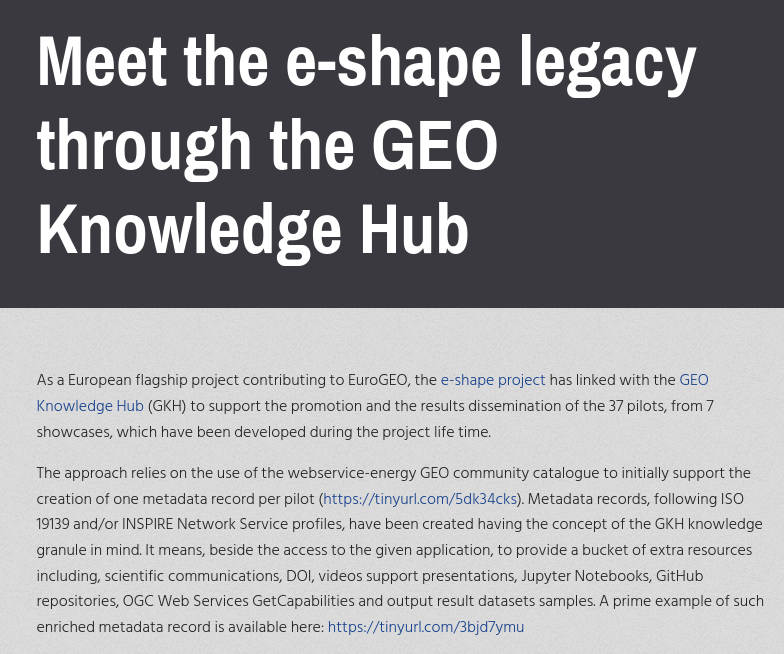 Meet the e-shape legacy
through the GEO
Knowledge Hub
As a European flagship project contributing to EuroGEO, the e-shape project has linked with the GEO
Knowledge Hub (GKH) to support the promotion and the results dissemination of the 37 pilots, from 7
showcases, which have been developed during the project life time.
The approach relies on the use of the webservice-energy GEO community catalogue to initially support the
creation of one metadata record per pilot (https://tinyurl.com/5dk34cks). Metadata records, following ISO
19139 and/or INSPIRE Network Service profiles, have been created having the concept of the GKH knowledge
granule in mind. It means, beside the access to the given application, to provide a bucket of extra resources
including, scientific communications, DOI, videos support presentations, Jupyter Notebooks, GitHub
repositories, OGC Web Services GetCapabilities and output result datasets samples. A prime example of such
enriched metadata record is available here: https://tinyurl.com/3bjd7ymu